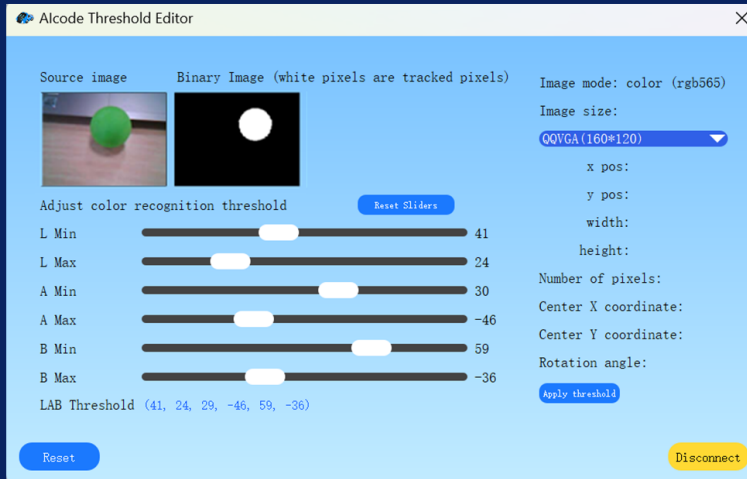 AIcode Threshold Editor
Source image
Binary Image (white pixels are tracked pixels)
Adjust color recognition threshold
Reset Sliders
L Min
41
L Max
24
A Min
30
A Max
-46
B Min
59
B Max
-36
LAB Threshold (41, 24, 29, -46, 59, -36)
Reset
Image mode: color (rgb565)
Image size:
QQVGA(160*120)
x pos:
y pos:
width:
height:
Number of pixels:
Center X coordinate:
Center Y coordinate:
Rotation angle:
Apply threshold
Disconnect